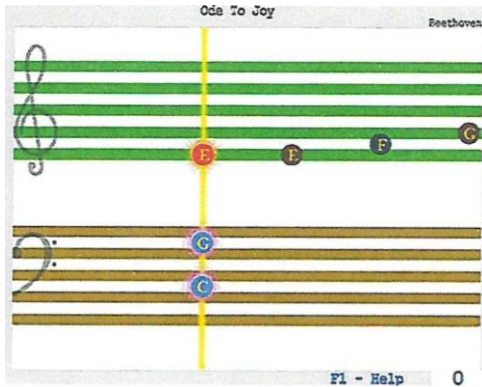 Ode To Joy
Beethoven
E E F G
G
C
F1 - Help 0